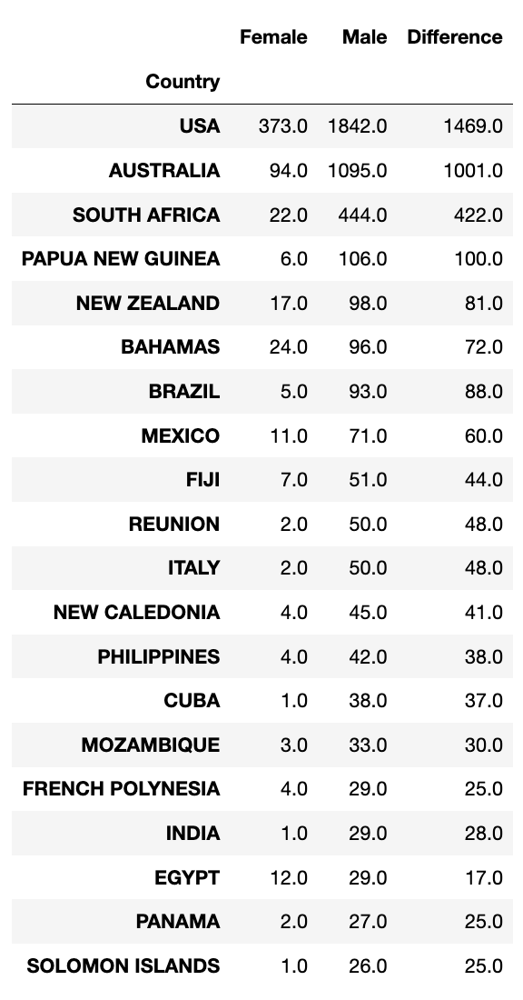 Female Male Difference
Country
USA 373.0 1842.0 1469.0
AUSTRALIA 94.0 1095.0 1001.0
SOUTH AFRICA 22.0 444.0 422.0
PAPUA NEW GUINEA 6.0 106.0 100.0
NEW ZEALAND 17.0 98.0 81.0
BAHAMAS 24.0 96.0 72.0
BRAZIL 5.0 93.0 88.0
MEXICO 11.0 71.0 60.0
FIJI 7.0 51.0 44.0
REUNION 2.0 50.0 48.0
ITALY 2.0 50.0 48.0
NEW CALEDONIA 4.0 45.0 41.0
PHILIPPINES 4.0 42.0 38.0
CUBA 1.0 38.0 37.0
MOZAMBIQUE 3.0 33.0 30.0
FRENCH POLYNESIA 4.0 29.0 25.0
INDIA 1.0 29.0 28.0
EGYPT 12.0 29.0 17.0
PANAMA 2.0 27.0 25.0
SOLOMON ISLANDS 1.0 26.0 25.0